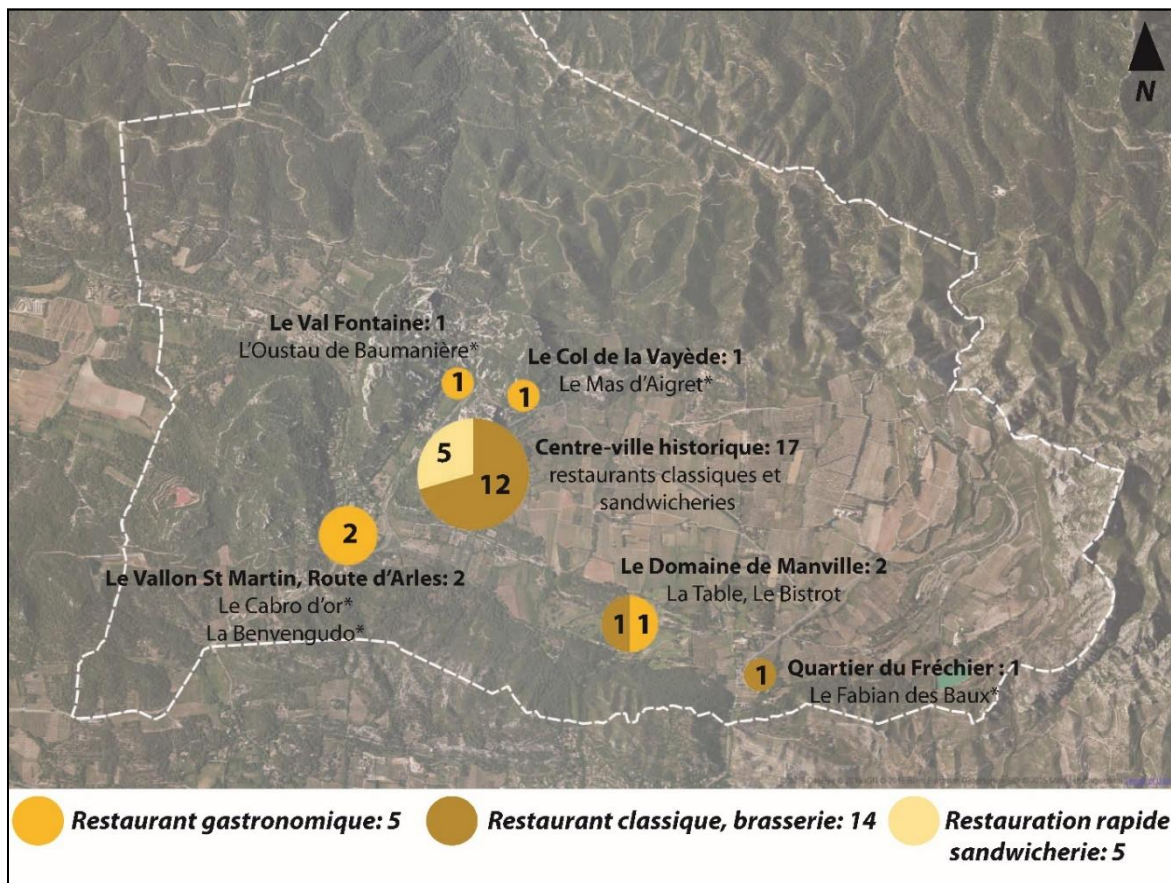 N
Le Val Fontaine: 1
L'Oustau de Baumanière*
1
Le Col de la Vayède: 1
Le Mas d'Aigret*
1
5
12
Centre-ville historique: 17
restaurants classiques et
sandwicheries
2
Le Vallon St Martin, Route d'Arles: 2
Le Cabro d'or*
La Benvengudo*
Le Domaine de Manville: 2
La Table, Le Bistrot
1 1
1
Quartier du Fréchier : 1
Le Fabian des Baux*
Restaurant gastronomique: 5
Restaurant classique, brasserie: 14
Restauration rapide
sandwicherie: 5